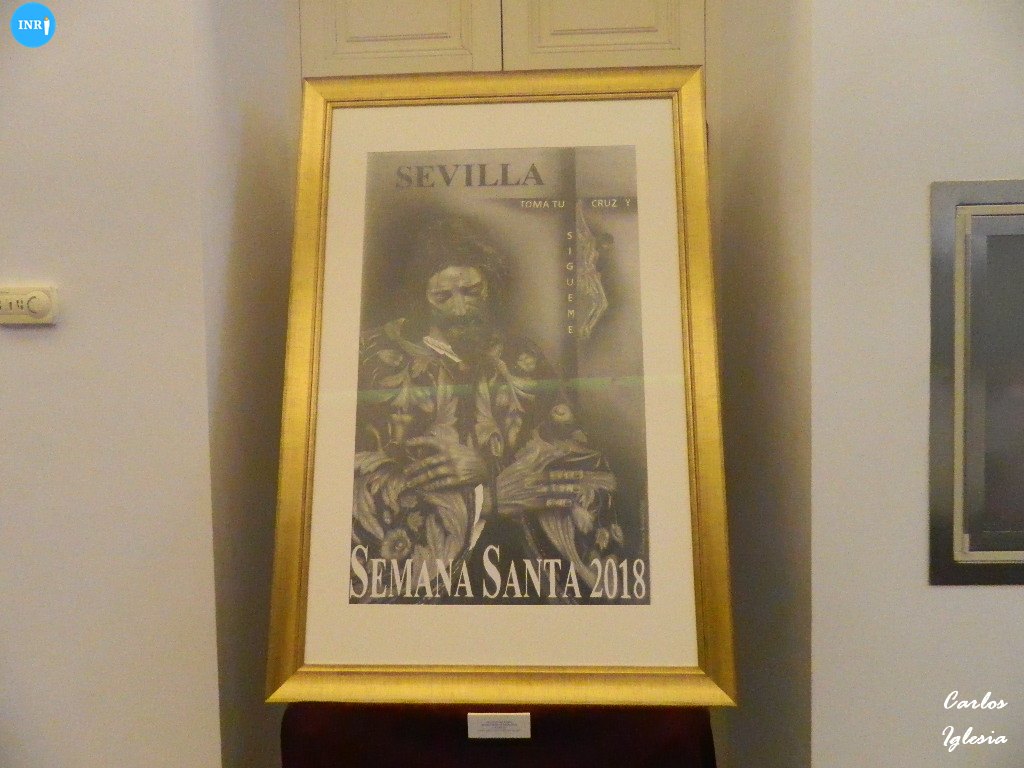 INRI
SEVILLA
TOMA TU CRUZ Y
SIGUEME
SEMANA SANTA 2018
Carlos
Iglesia